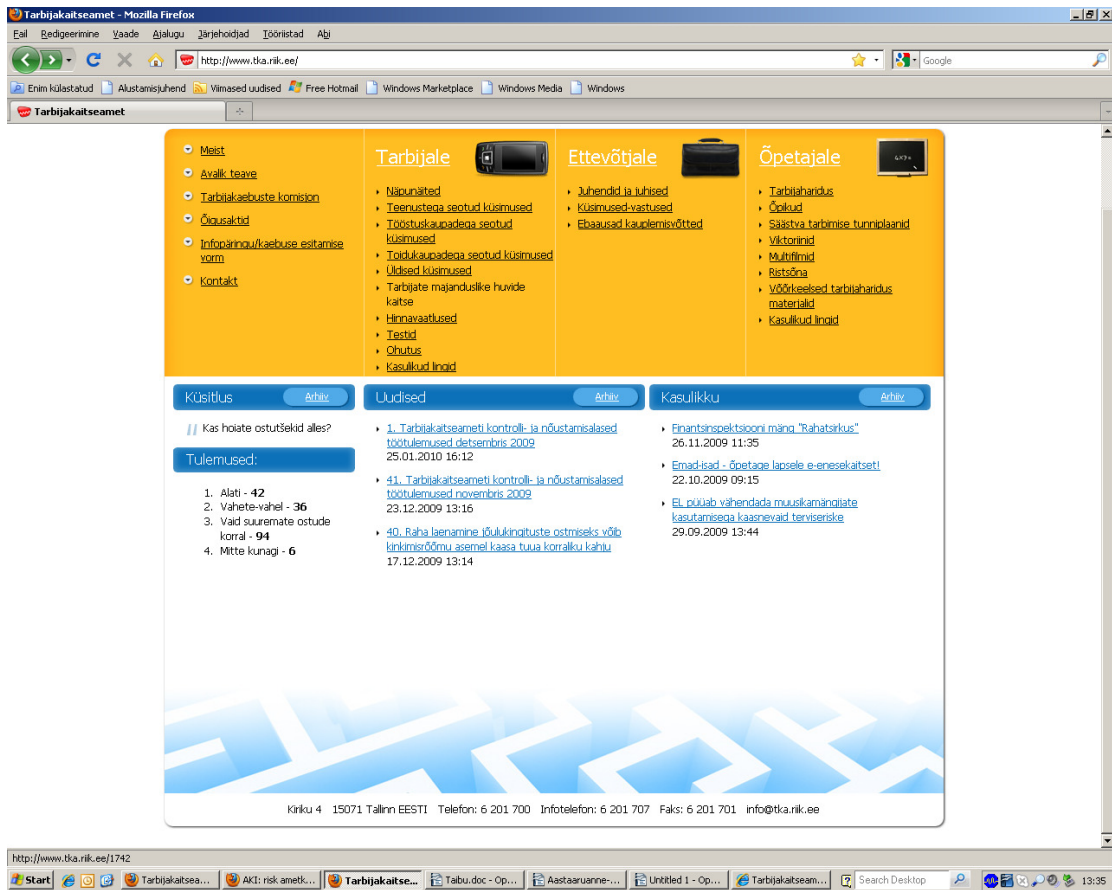 Tarbijakaitseamet - Mozilla Firefox
Fail Redigeerimine Vaade Ajalugu Järjehoidjad Tööriistad Abi
http://www.tka.riik.ee/
Google
Enim külastatud Alustamisjuhend Viimased uudised Free Hotmail Windows Marketplace Windows Media Windows
Tarbijakaitseamet
Meist
Avalik teave
Tarbijakaebuste komisjon
Õigusaktid
Infopäringu/kaebuse esitamise
vorm
Kontakt
Tarbijale
Näpunäited
Teenustega seotud küsimused
Tööstuskaupadega seotud
küsimused
Toidukaupadega seotud küsimused
Üldised küsimused
Tarbijate majanduslike huvide
kaitse
Hinnavaatlused
Testid
Ohutus
Kasulikud lingid
Ettevõtjale
Juhendid ja juhised
Küsimused-vastused
Ebaausad kauplemisvõtted
Õpetajale
Tarbijaharidus
Õpikud
Säästva tarbimise tunniplaanid
Viktoriinid
Multifilmid
Ristsõna
Võõrkeelsed tarbijaharidus
materjalid
Kasulikud lingid
Küsitlus Arhiiv
Kas hoiate ostutšekid alles?
Tulemused:
1. Alati - 42
2. Vahete-vahel - 36
3. Vaid suuremate ostude
korral - 94
4. Mitte kunagi - 6
Uudised Arhiiv
1. Tarbijakaitseameti kontrolli- ja nõustamisalased
töötulemused detsembris 2009
25.01.2010 16:12
41. Tarbijakaitseameti kontrolli- ja nõustamisalased
töötulemused novembris 2009
23.12.2009 13:16
40. Raha laenamine jõulukingituste ostmiseks võib
kinkimisrõõmu asemel kaasa tuua korraliku kahju
17.12.2009 13:14
Kasulikku Arhiiv
Finantsinspektsiooni mäng "Rahatsirkus"
26.11.2009 11:35
Emad-isad - õpetage lapsele e-enesekaitset!
22.10.2009 09:15
EL püüab vähendada muusikamängijate
kasutamisega kaasnevaid terviseriske
29.09.2009 13:44
Kiriku 4 15071 Tallinn EESTI Telefon: 6 201 700 Infotelefon: 6 201 707 Faks: 6 201 701 info@tka.riik.ee
http://www.tka.riik.ee/1742
Start Tarbijakaitsea... AKI: risk ametk... Tarbijakaitse... Taibu.doc - Op... Aastaaruanne-... Untitled 1 - Op... Tarbijakaitseam... Search Desktop 13:35